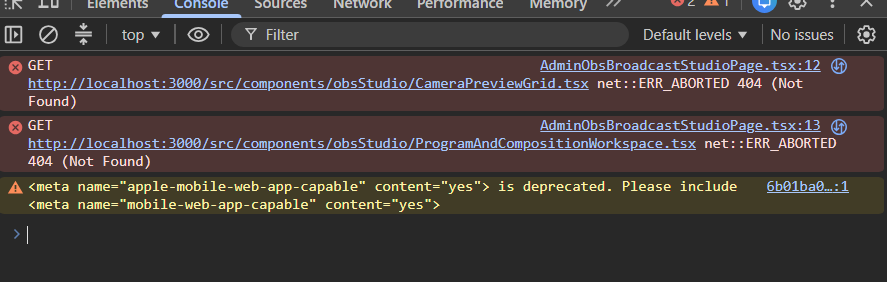 Elements Console Sources Network Performance Memory 2 1
top Filter Default levels No issues
GET AdminObsBroadcastStudioPage.tsx:12
http://localhost:3000/src/components/obsStudio/CameraPreviewGrid.tsx net::ERR_ABORTED 404 (Not
Found)
GET AdminObsBroadcastStudioPage.tsx:13
http://localhost:3000/src/components/obsStudio/ProgramAndCompositionWorkspace.tsx net::ERR_ABORTED
404 (Not Found)
<meta name="apple-mobile-web-app-capable" content="yes"> is deprecated. Please include 6b01ba0…:1
<meta name="mobile-web-app-capable" content="yes">